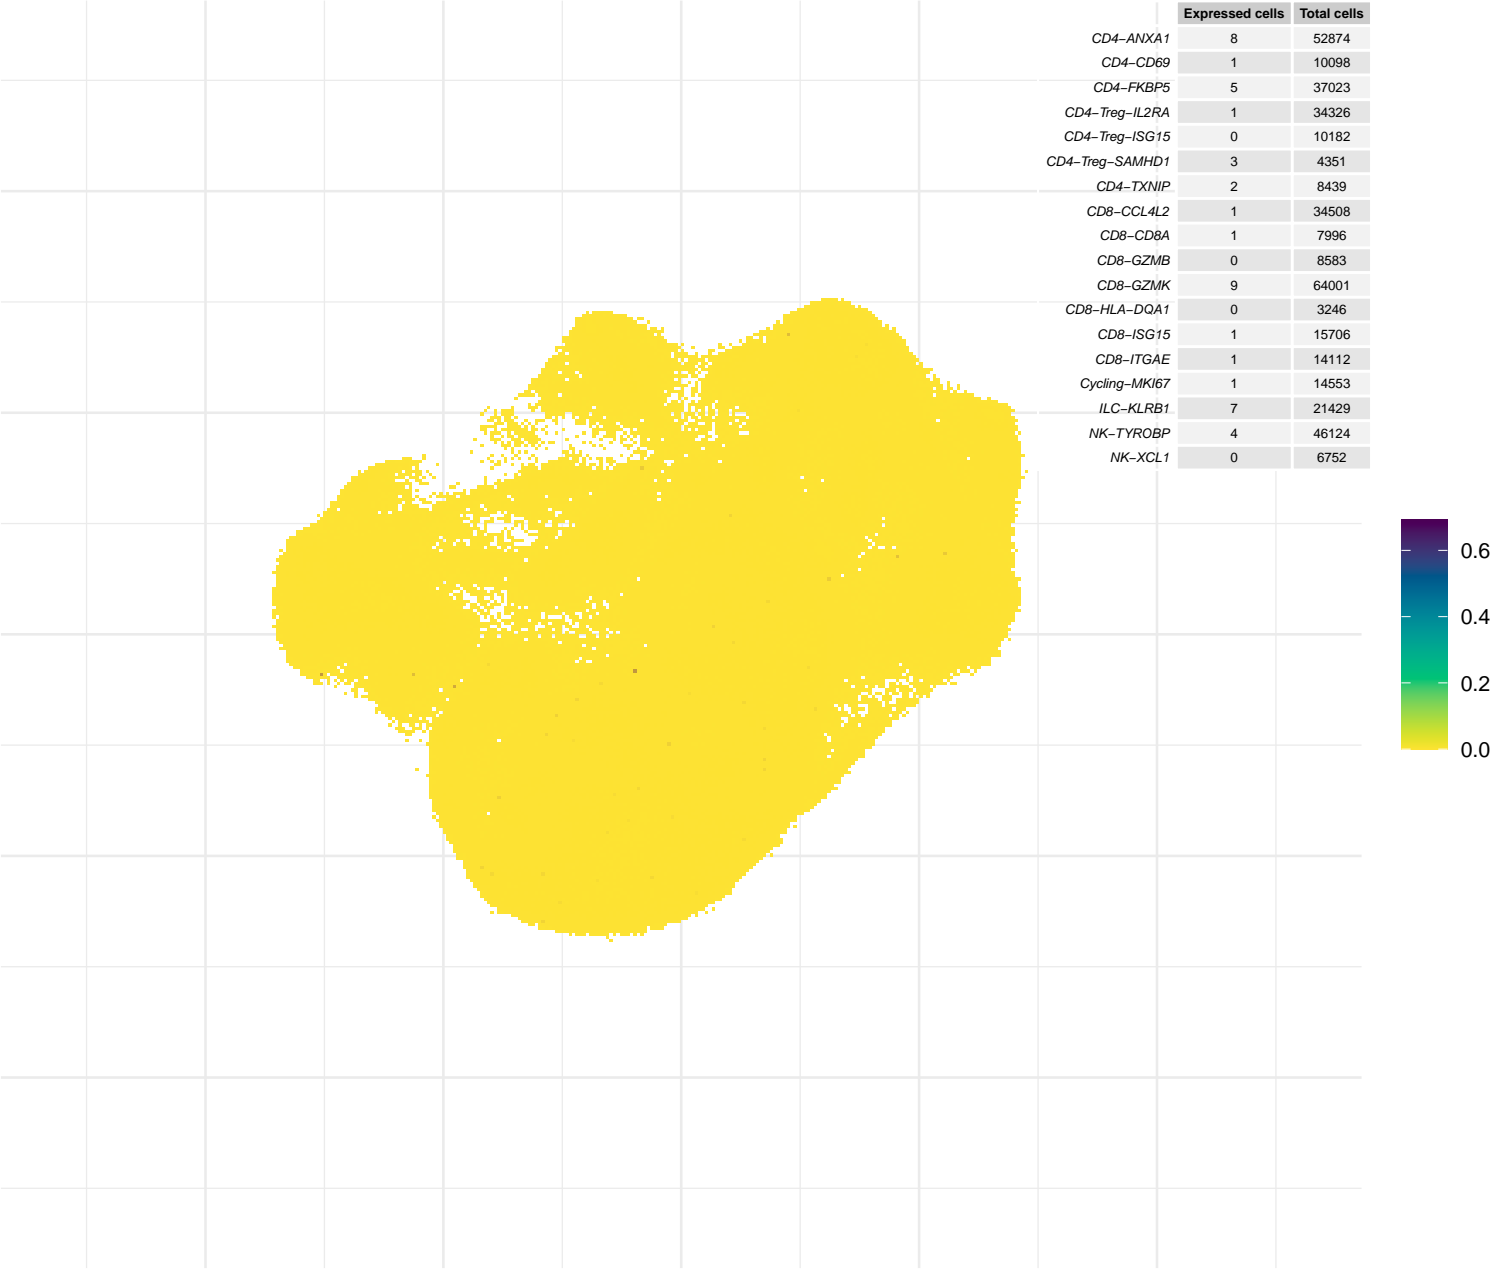 Expressed cells Total cells
CD4−ANXA1 8 52874
CD4−CD69 1 10098
CD4−FKBP5 5 37023
CD4−Treg−IL2RA 1 34326
CD4−Treg−ISG15 0 10182
CD4−Treg−SAMHD1 3 4351
CD4−TXNIP 2 8439
CD8−CCL4L2 1 34508
CD8−CD8A 1 7996
CD8−GZMB 0 8583
CD8−GZMK 9 64001
CD8−HLA−DQA1 0 3246
CD8−ISG15 1 15706
CD8−ITGAE 1 14112
Cycling−MKI67 1 14553
ILC−KLRB1 7 21429
NK−TYROBP 4 46124
NK−XCL1 0 6752
0.6
0.4
0.2
0.0